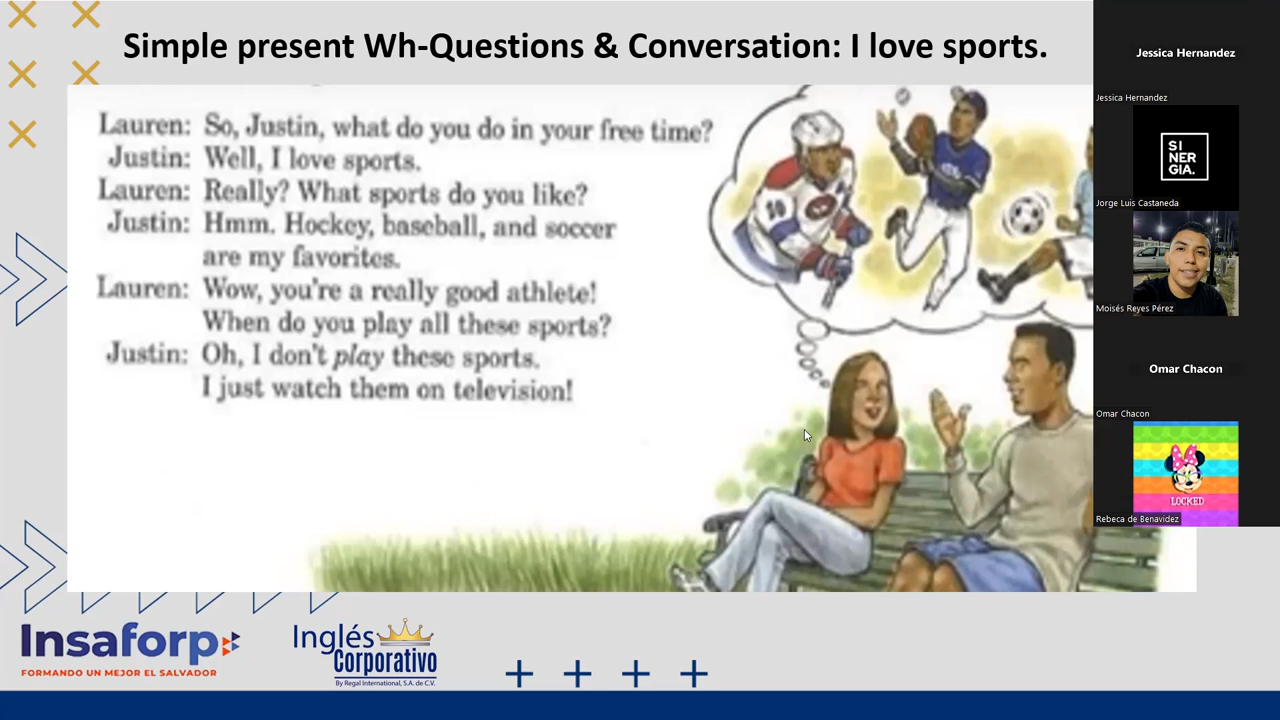 Simple present Wh-Questions & Conversation: I love sports.
Lauren: So, Justin, what do you do in your free time?
Justin: Well, I love sports.
Lauren: Really? What sports do you like?
Justin: Hmm. Hockey, baseball, and soccer
are my favorites.
Lauren: Wow, you're a really good athlete!
When do you play all these sports?
Justin: Oh, I don't play these sports.
I just watch them on television!
10
Insaforp
FORMANDO UN MEJOR EL SALVADOR
Inglés
Corporativo
By Regal International, S.A. de C.V.
Jessica Hernandez
Jessica Hernandez
SI
NER
GIA.
Jorge Luis Castaneda
Moisés Reyes Pérez
Omar Chacon
Omar Chacon
LOCKED
Rebeca de Benavidez